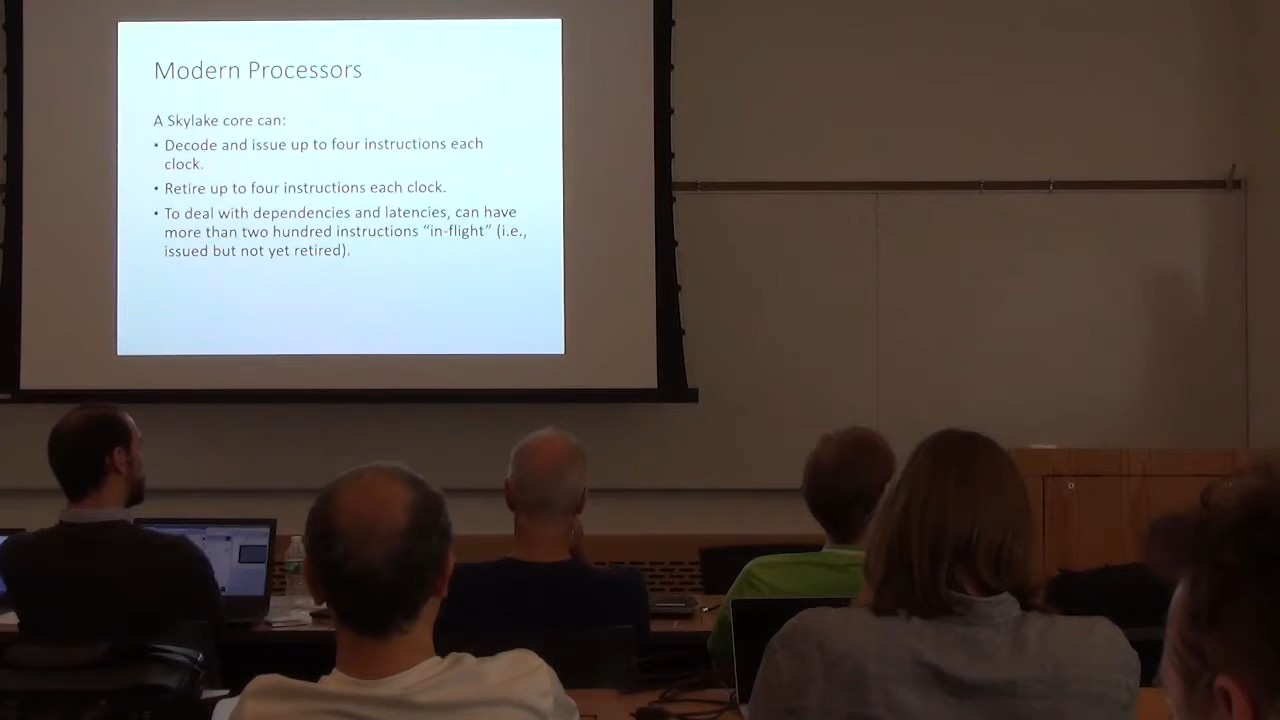 Modern Processors
A Skylake core can:
• Decode and issue up to four instructions each
clock.
• Retire up to four instructions each clock.
• To deal with dependencies and latencies, can have
more than two hundred instructions “in-flight” (i.e.,
issued but not yet retired).